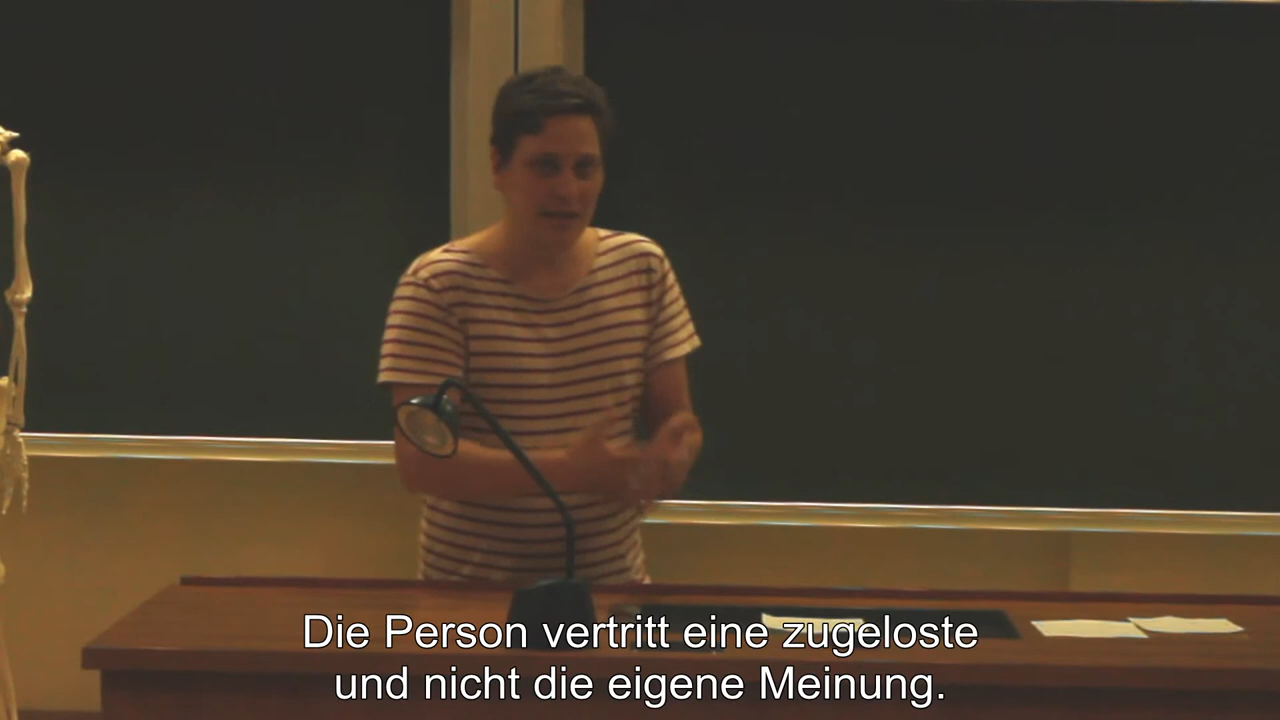 Die Person vertritt eine zugeloste
und nicht die eigene Meinung.